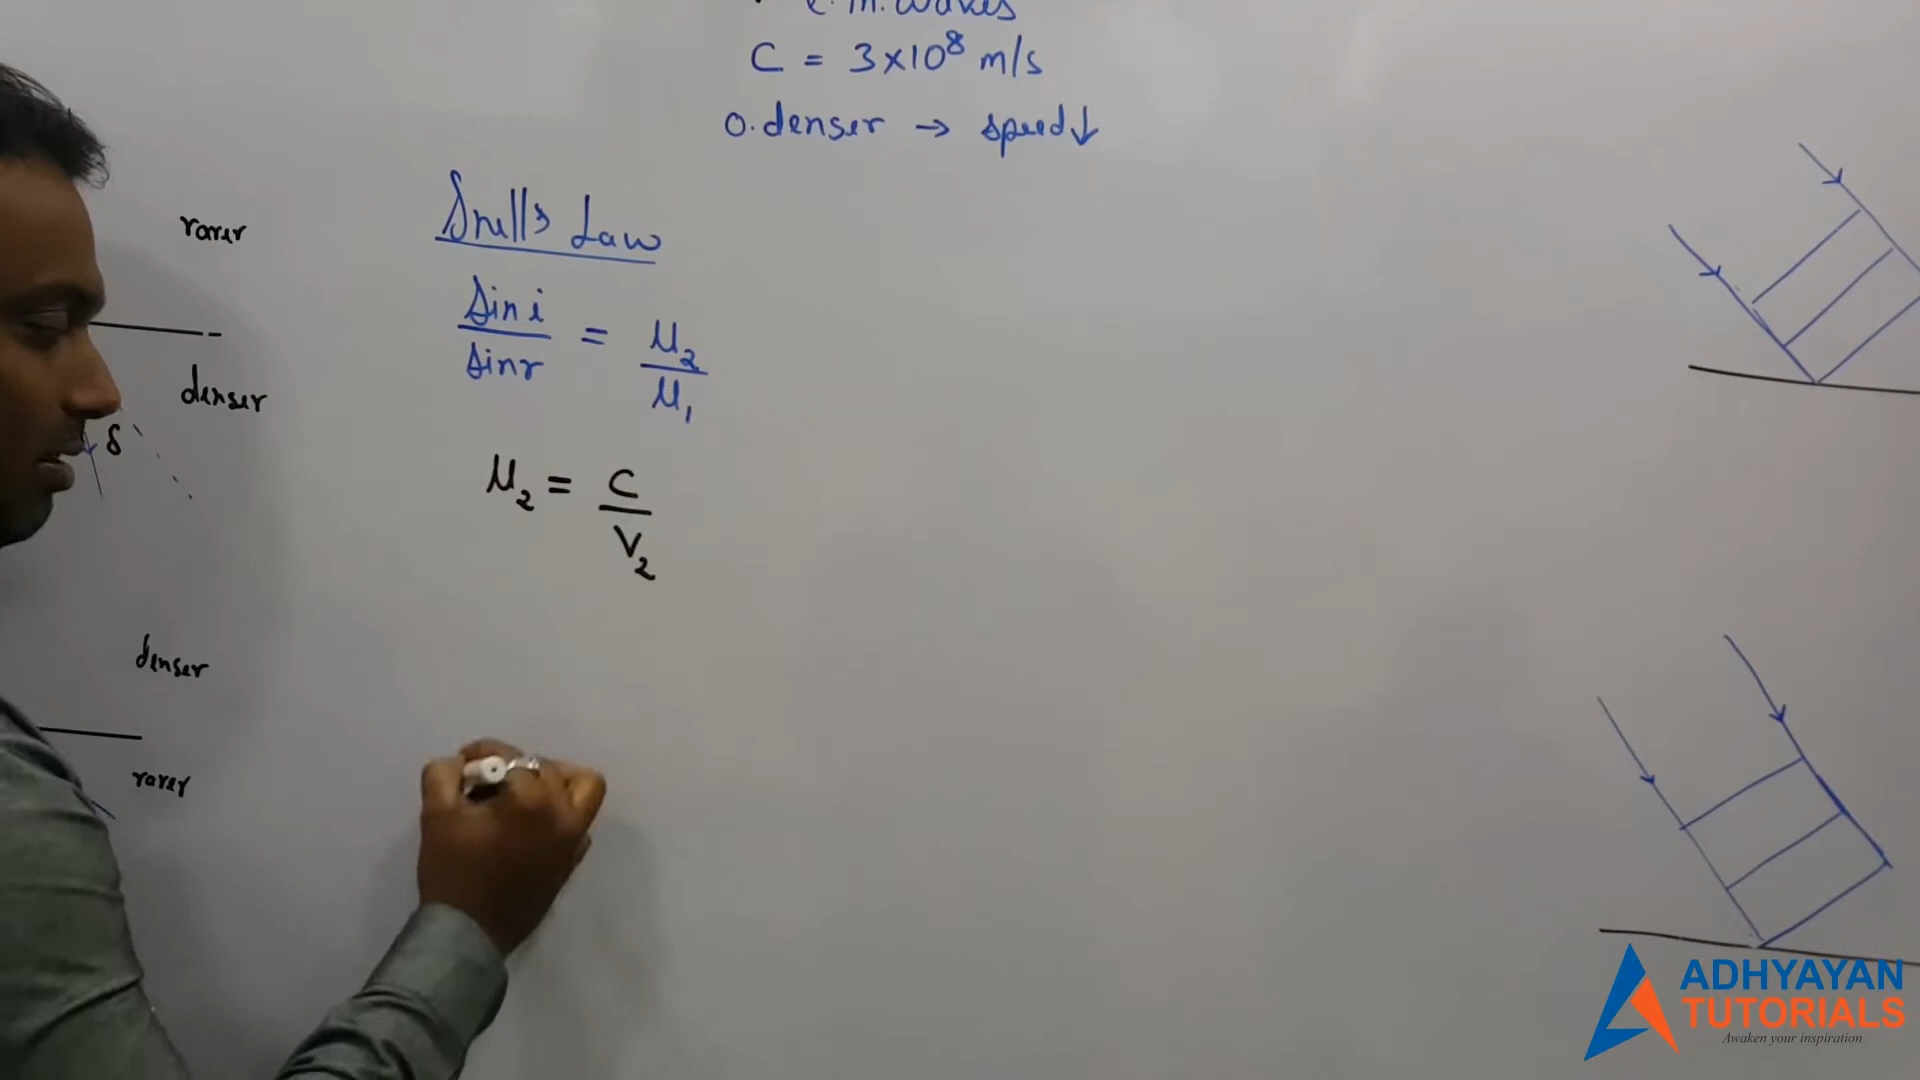 e.m. waves
C = 3×10⁸ m/s
O. denser → speed↓
rarer
denser
δ
denser
rarer
Snell's Law
Sin i / Sin r = μ₂ / μ₁
μ₂ = C / V₂
ADHYAYAN
TUTORIALS
Awaken your inspiration